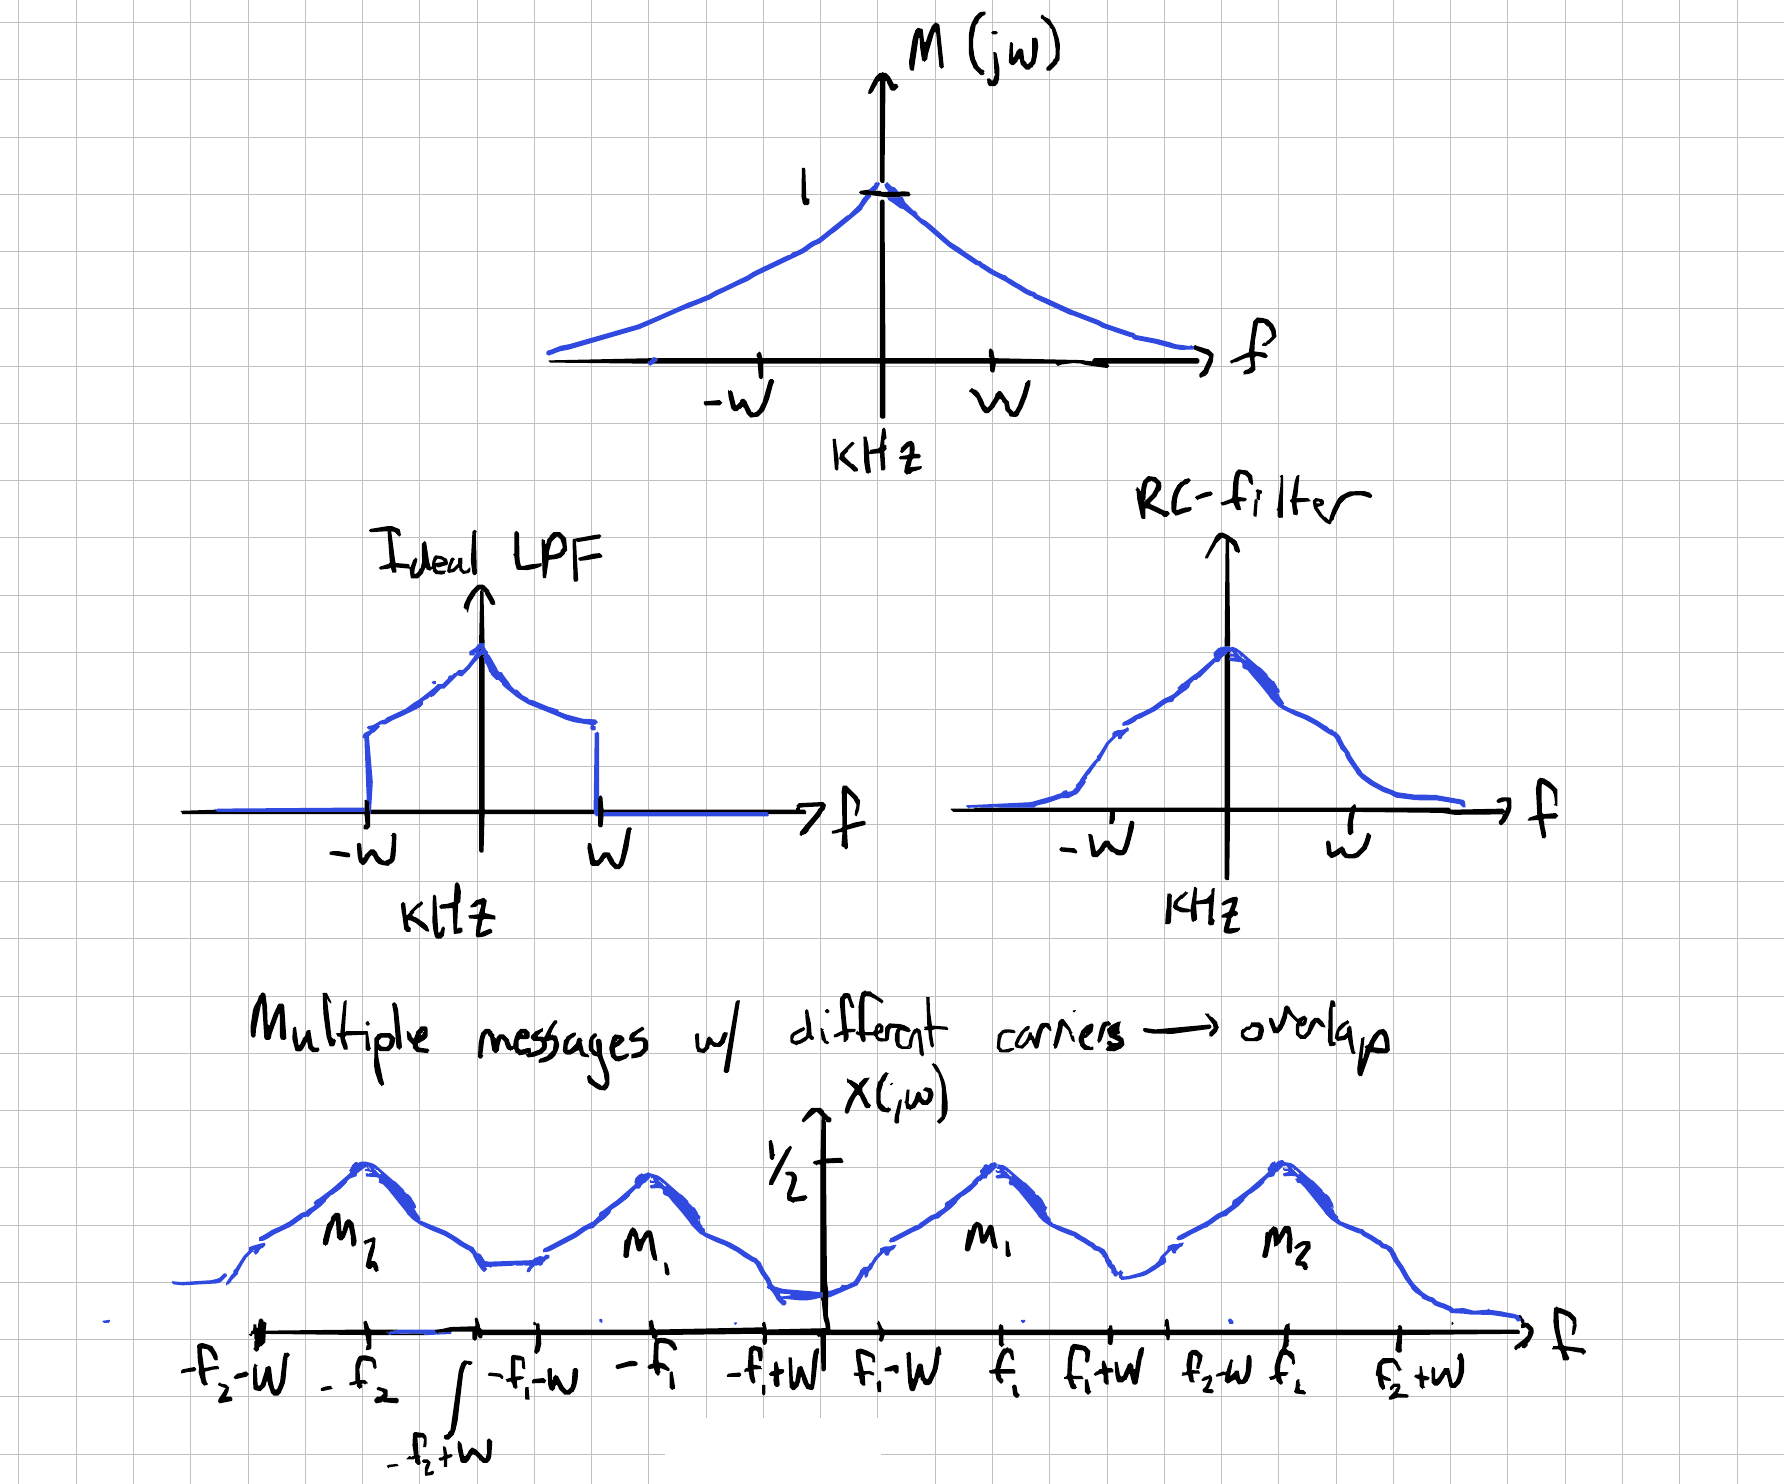 M (jw)
1
f
-W
W
KHz
RC-filter
Ideal LPF
f
f
-W
W
-W
W
KHz
KHz
Multiple messages w/ different carriers → overlap
X(jw)
1/2
M2
M1
M1
M2
f
-f2-W
-f2
-f1-W
-f1
-f1+W
f1-W
f1
f1+W
f2-W
f2
f2+W
-f2+W